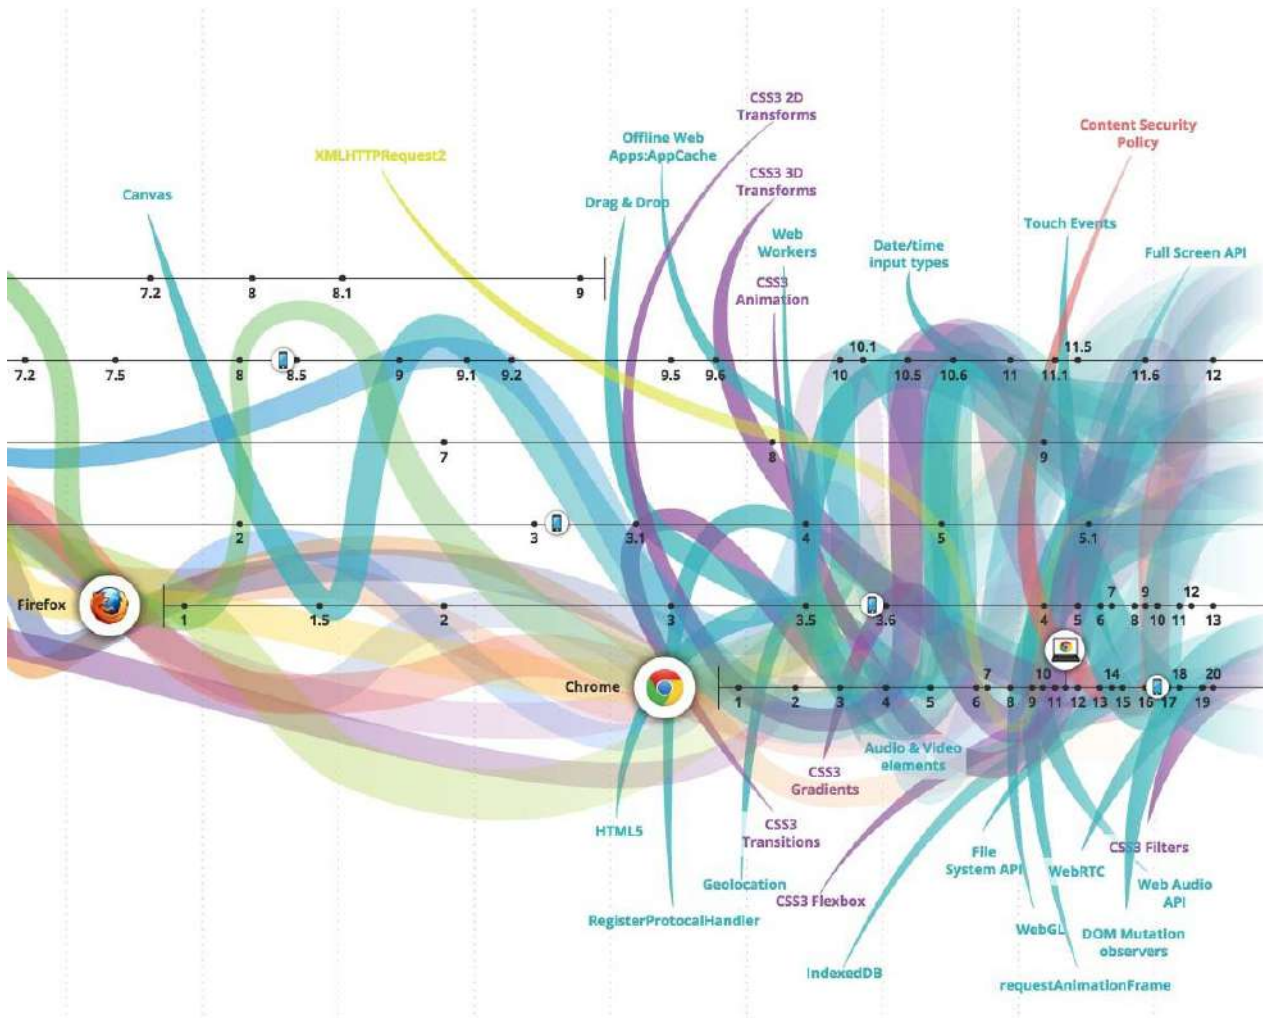 CSS3 2D
Transforms
Content Security
Policy
Offline Web
Apps:AppCache
XMLHTTPRequest2
CSS3 3D
Transforms
Canvas
Drag & Drop
Touch Events
Web
Workers
Date/time
input types
Full Screen API
CSS3
Animation
7.2 8 8.1 9
10.1 11.5
7.2 7.5 8 8.5 9 9.1 9.2 9.5 9.6 10 10.5 10.6 11 11.1 11.6 12
7 8 9
2 3 3.1 4 5 5.1
7 9 12
Firefox 1 1.5 2 3 3.5 3.6 4 5 6 8 10 11 13
7 10 14 18 20
Chrome 1 2 3 4 5 6 8 9 11 12 13 15 16 17 19
Audio & Video
elements
CSS3
Gradients
HTML5
CSS3
Transitions
File
System API
CSS3 Filters
WebRTC
Geolocation
Web Audio
API
CSS3 Flexbox
RegisterProtocalHandler
WebGL
DOM Mutation
observers
IndexedDB
requestAnimationFrame